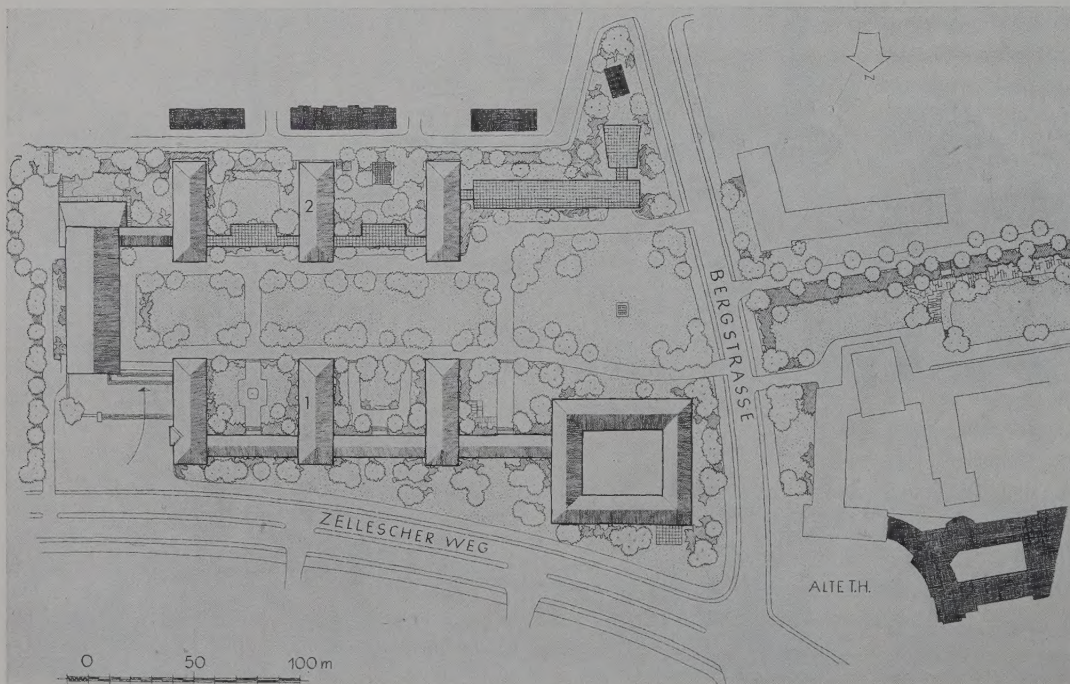 N
2
BERGSTRASSE
1
ZELLESCHER WEG
ALTE T.H.
0 50 100 m